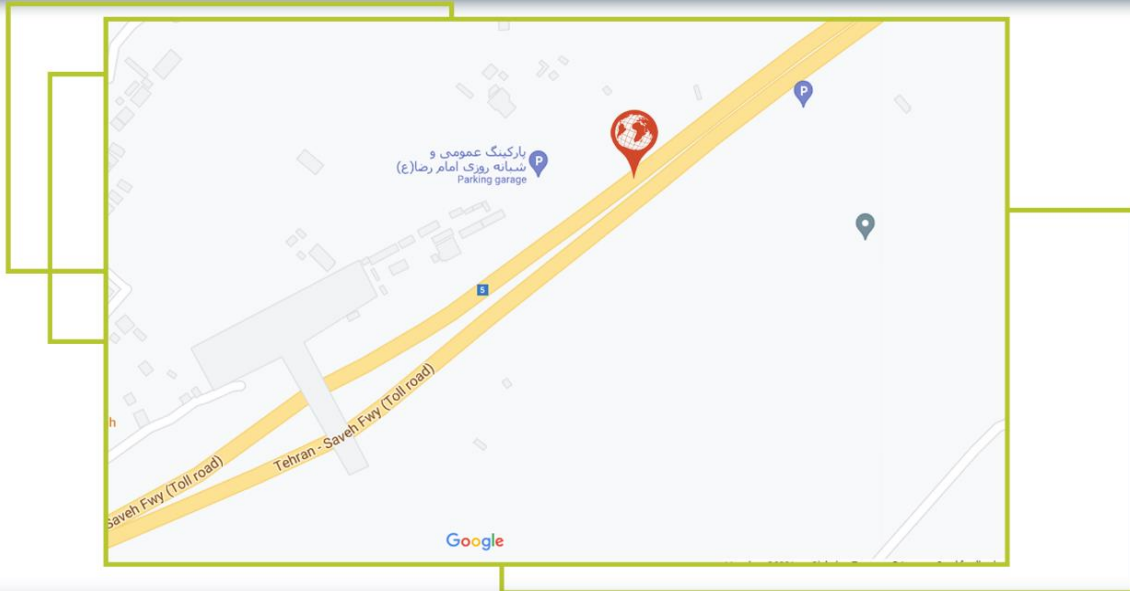 پارکینگ عمومی و
شبانه روزی امام رضا(ع)
Parking garage
P
P
5
Tehran - Saveh Fwy (Toll road)
Saveh Fwy (Toll road)
h
Google